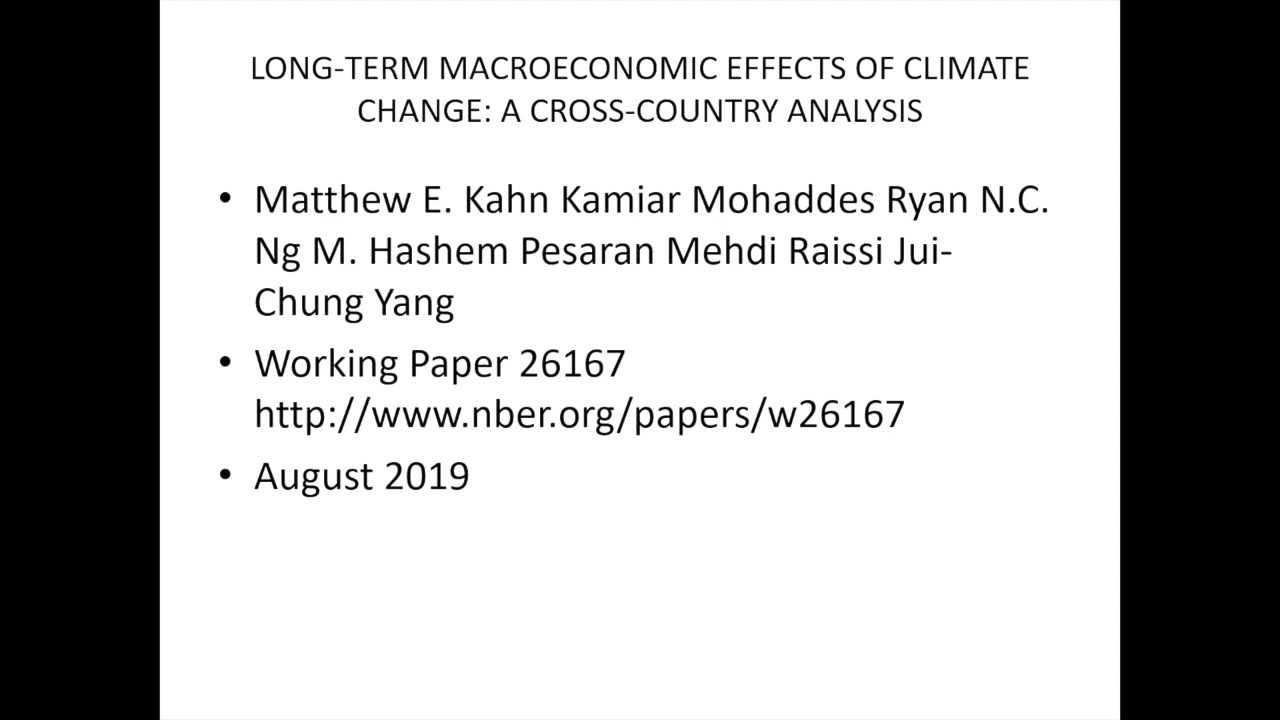 LONG-TERM MACROECONOMIC EFFECTS OF CLIMATE
CHANGE: A CROSS-COUNTRY ANALYSIS
• Matthew E. Kahn Kamiar Mohaddes Ryan N.C.
Ng M. Hashem Pesaran Mehdi Raissi Jui-
Chung Yang
• Working Paper 26167
http://www.nber.org/papers/w26167
• August 2019